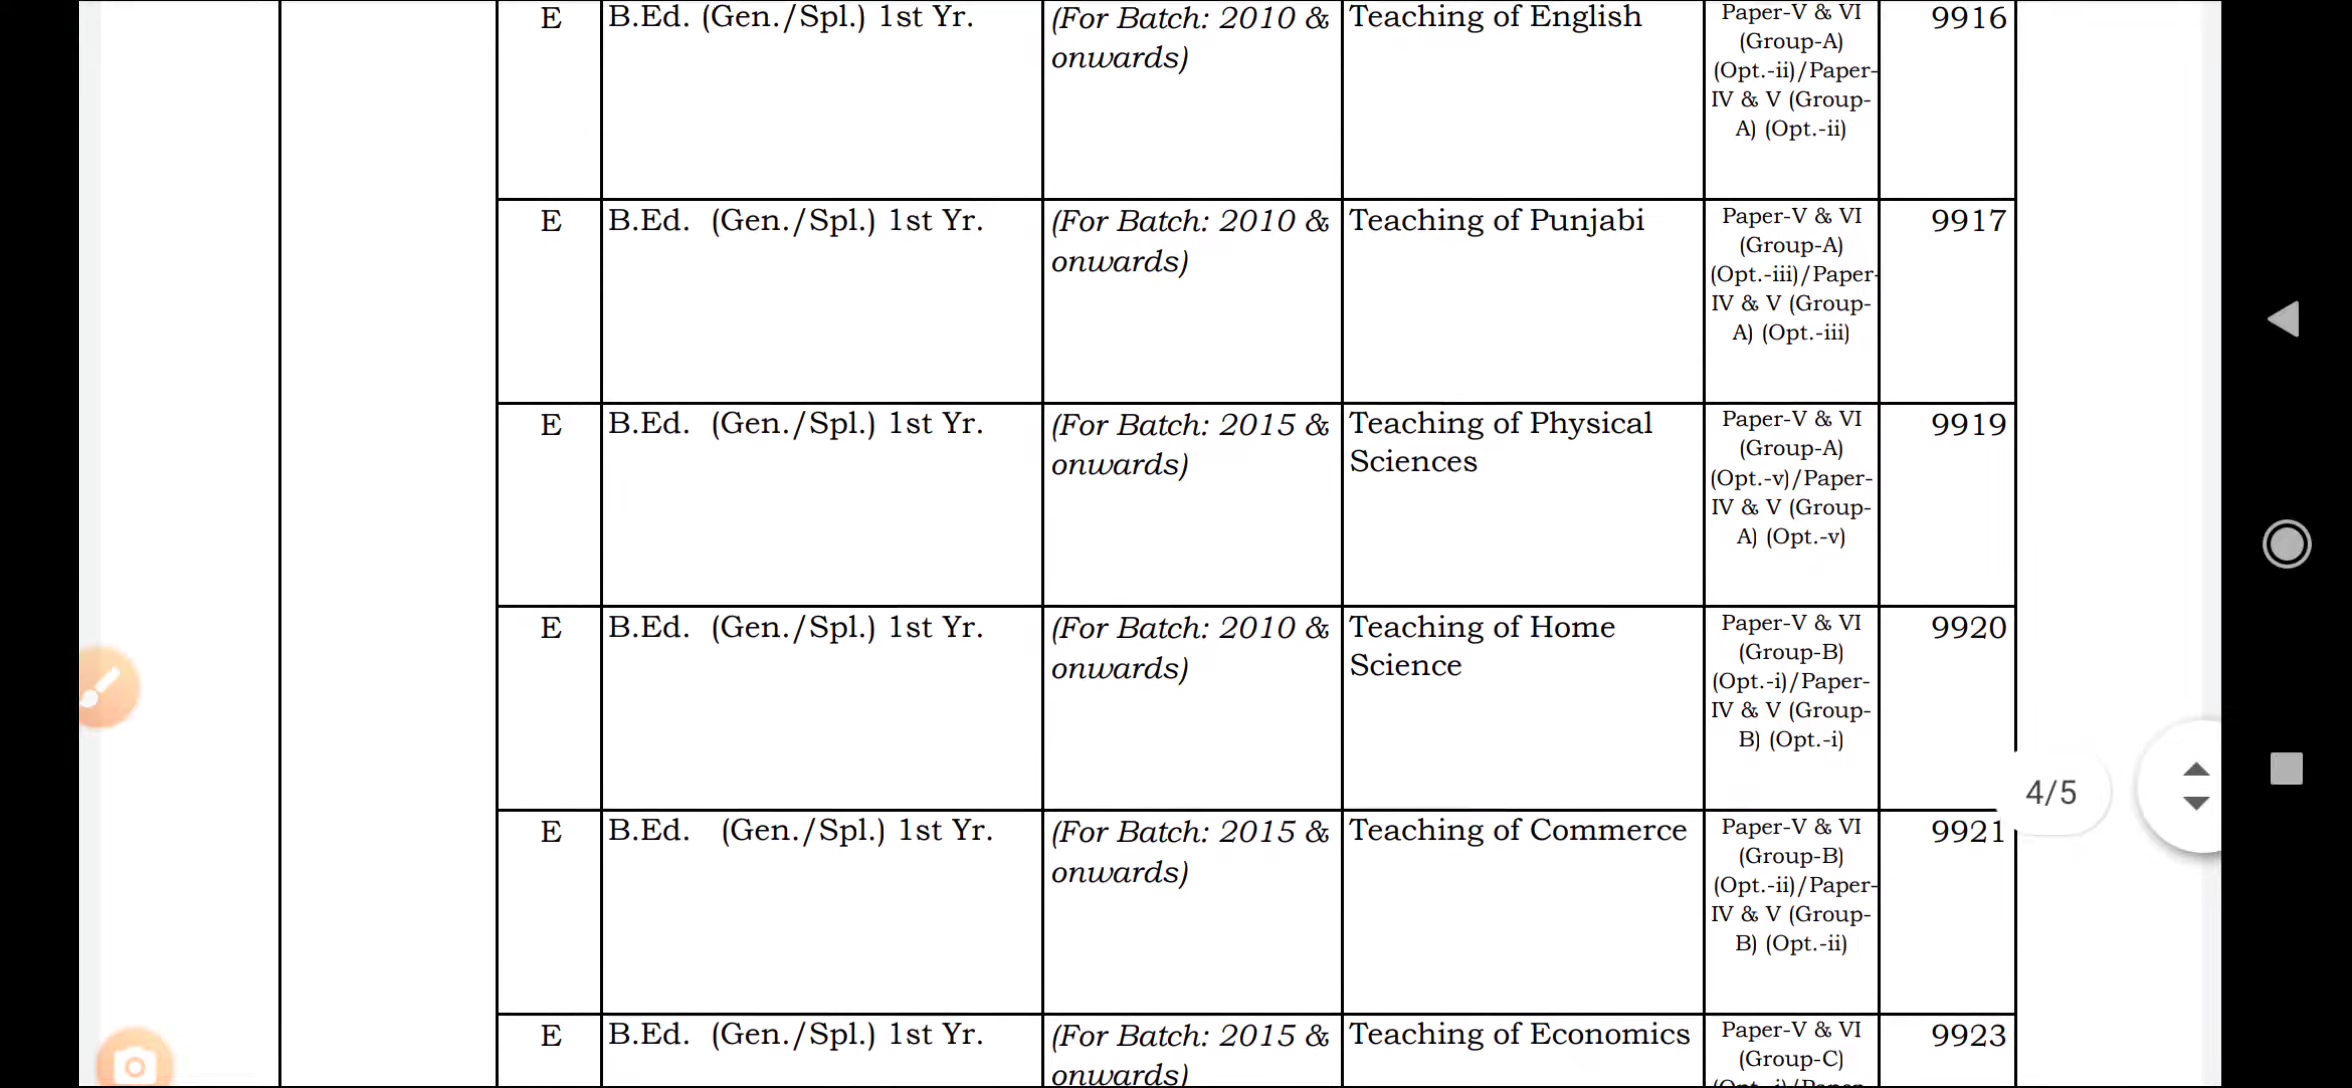 E B.Ed. (Gen./Spl.) 1st Yr. (For Batch: 2010 & onwards) Teaching of English Paper-V & VI 9916
(Group-A)
(Opt.-ii)/Paper-
IV & V (Group-
A) (Opt.-ii)
E B.Ed. (Gen./Spl.) 1st Yr. (For Batch: 2010 & onwards) Teaching of Punjabi Paper-V & VI 9917
(Group-A)
(Opt.-iii)/Paper-
IV & V (Group-
A) (Opt.-iii)
E B.Ed. (Gen./Spl.) 1st Yr. (For Batch: 2015 & onwards) Teaching of Physical Sciences Paper-V & VI 9919
(Group-A)
(Opt.-v)/Paper-
IV & V (Group-
A) (Opt.-v)
E B.Ed. (Gen./Spl.) 1st Yr. (For Batch: 2010 & onwards) Teaching of Home Science Paper-V & VI 9920
(Group-B)
(Opt.-i)/Paper-
IV & V (Group-
B) (Opt.-i)
4/5
E B.Ed. (Gen./Spl.) 1st Yr. (For Batch: 2015 & onwards) Teaching of Commerce Paper-V & VI 9921
(Group-B)
(Opt.-ii)/Paper-
IV & V (Group-
B) (Opt.-ii)
E B.Ed. (Gen./Spl.) 1st Yr. (For Batch: 2015 & onwards) Teaching of Economics Paper-V & VI 9923
(Group-C)